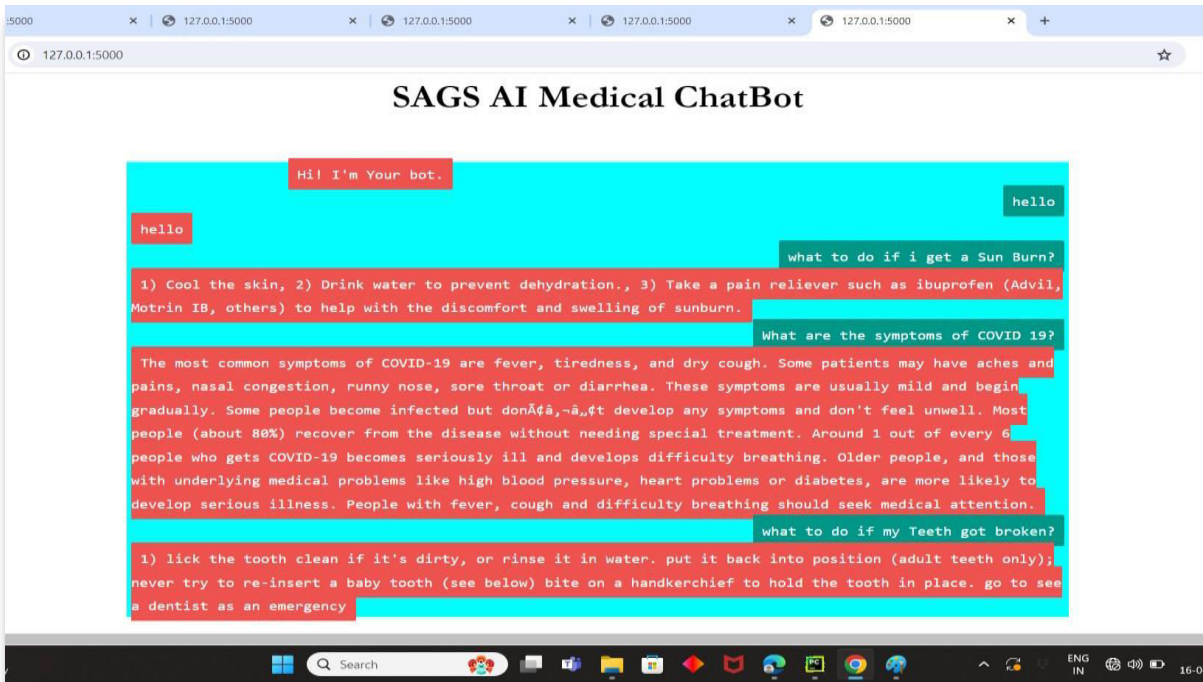 :5000
127.0.0.1:5000
127.0.0.1:5000
127.0.0.1:5000
127.0.0.1:5000
127.0.0.1:5000
SAGS AI Medical ChatBot
Hi! I'm Your bot.
hello
hello
what to do if i get a Sun Burn?
1) Cool the skin, 2) Drink water to prevent dehydration., 3) Take a pain reliever such as ibuprofen (Advil,
Motrin IB, others) to help with the discomfort and swelling of sunburn.
What are the symptoms of COVID 19?
The most common symptoms of COVID-19 are fever, tiredness, and dry cough. Some patients may have aches and
pains, nasal congestion, runny nose, sore throat or diarrhea. These symptoms are usually mild and begin
gradually. Some people become infected but donÃ¢â‚¬â„¢t develop any symptoms and don't feel unwell. Most
people (about 80%) recover from the disease without needing special treatment. Around 1 out of every 6
people who gets COVID-19 becomes seriously ill and develops difficulty breathing. Older people, and those
with underlying medical problems like high blood pressure, heart problems or diabetes, are more likely to
develop serious illness. People with fever, cough and difficulty breathing should seek medical attention.
what to do if my Teeth got broken?
1) lick the tooth clean if it's dirty, or rinse it in water. put it back into position (adult teeth only);
never try to re-insert a baby tooth (see below) bite on a handkerchief to hold the tooth in place. go to see
a dentist as an emergency
Search
ENG
IN
16-0